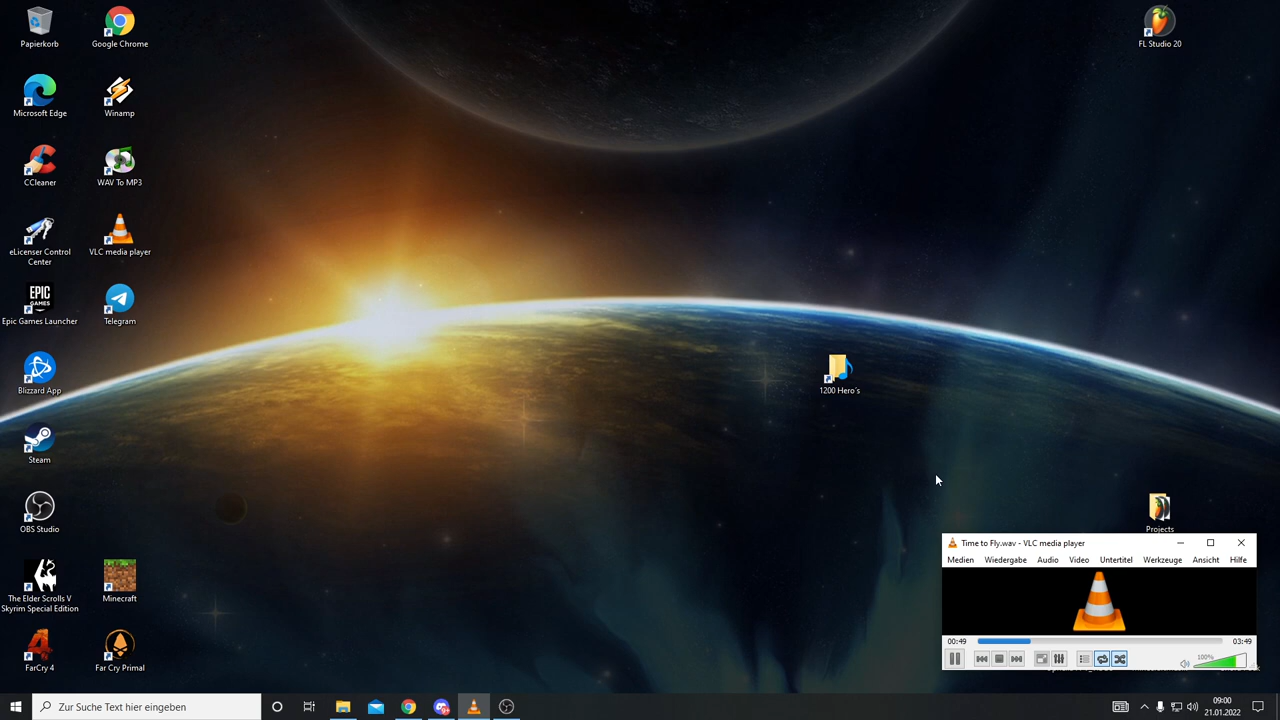 Papierkorb
Google Chrome
FL Studio 20
Microsoft Edge
Winamp
CCleaner
WAV To MP3
eLicenser Control
Center
VLC media player
EPIC
GAMES
Epic Games Launcher
Telegram
Blizzard App
1200 Hero´s
Steam
OBS Studio
Projects
Time to Fly.wav - VLC media player
Medien Wiedergabe Audio Video Untertitel Werkzeuge Ansicht Hilfe
The Elder Scrolls V
Skyrim Special Edition
Minecraft
00:49 03:49
100%
4
FarCry 4
Far Cry Primal
Zur Suche Text hier eingeben
09:00
21.01.2022